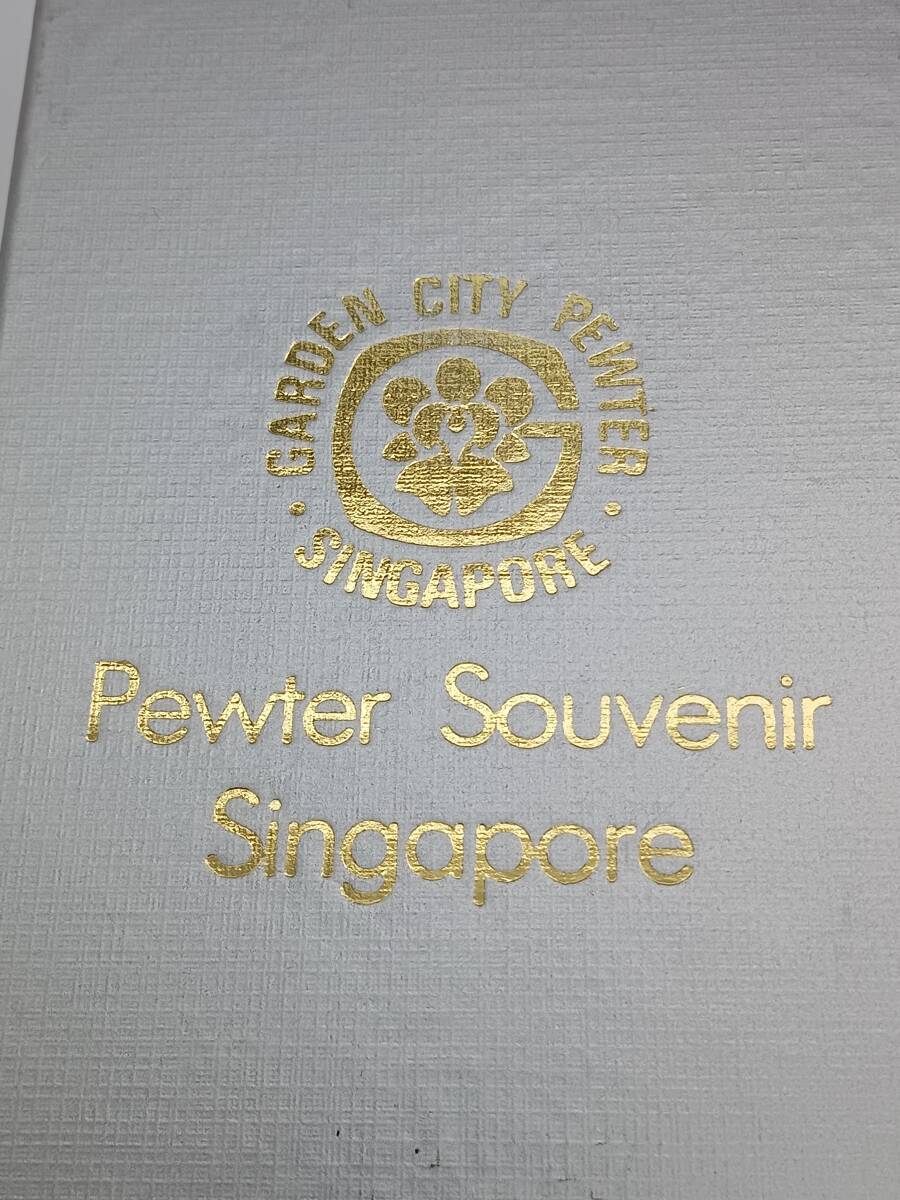 · GARDEN CITY PEWTER ·
SINGAPORE
Pewter Souvenir
Singapore